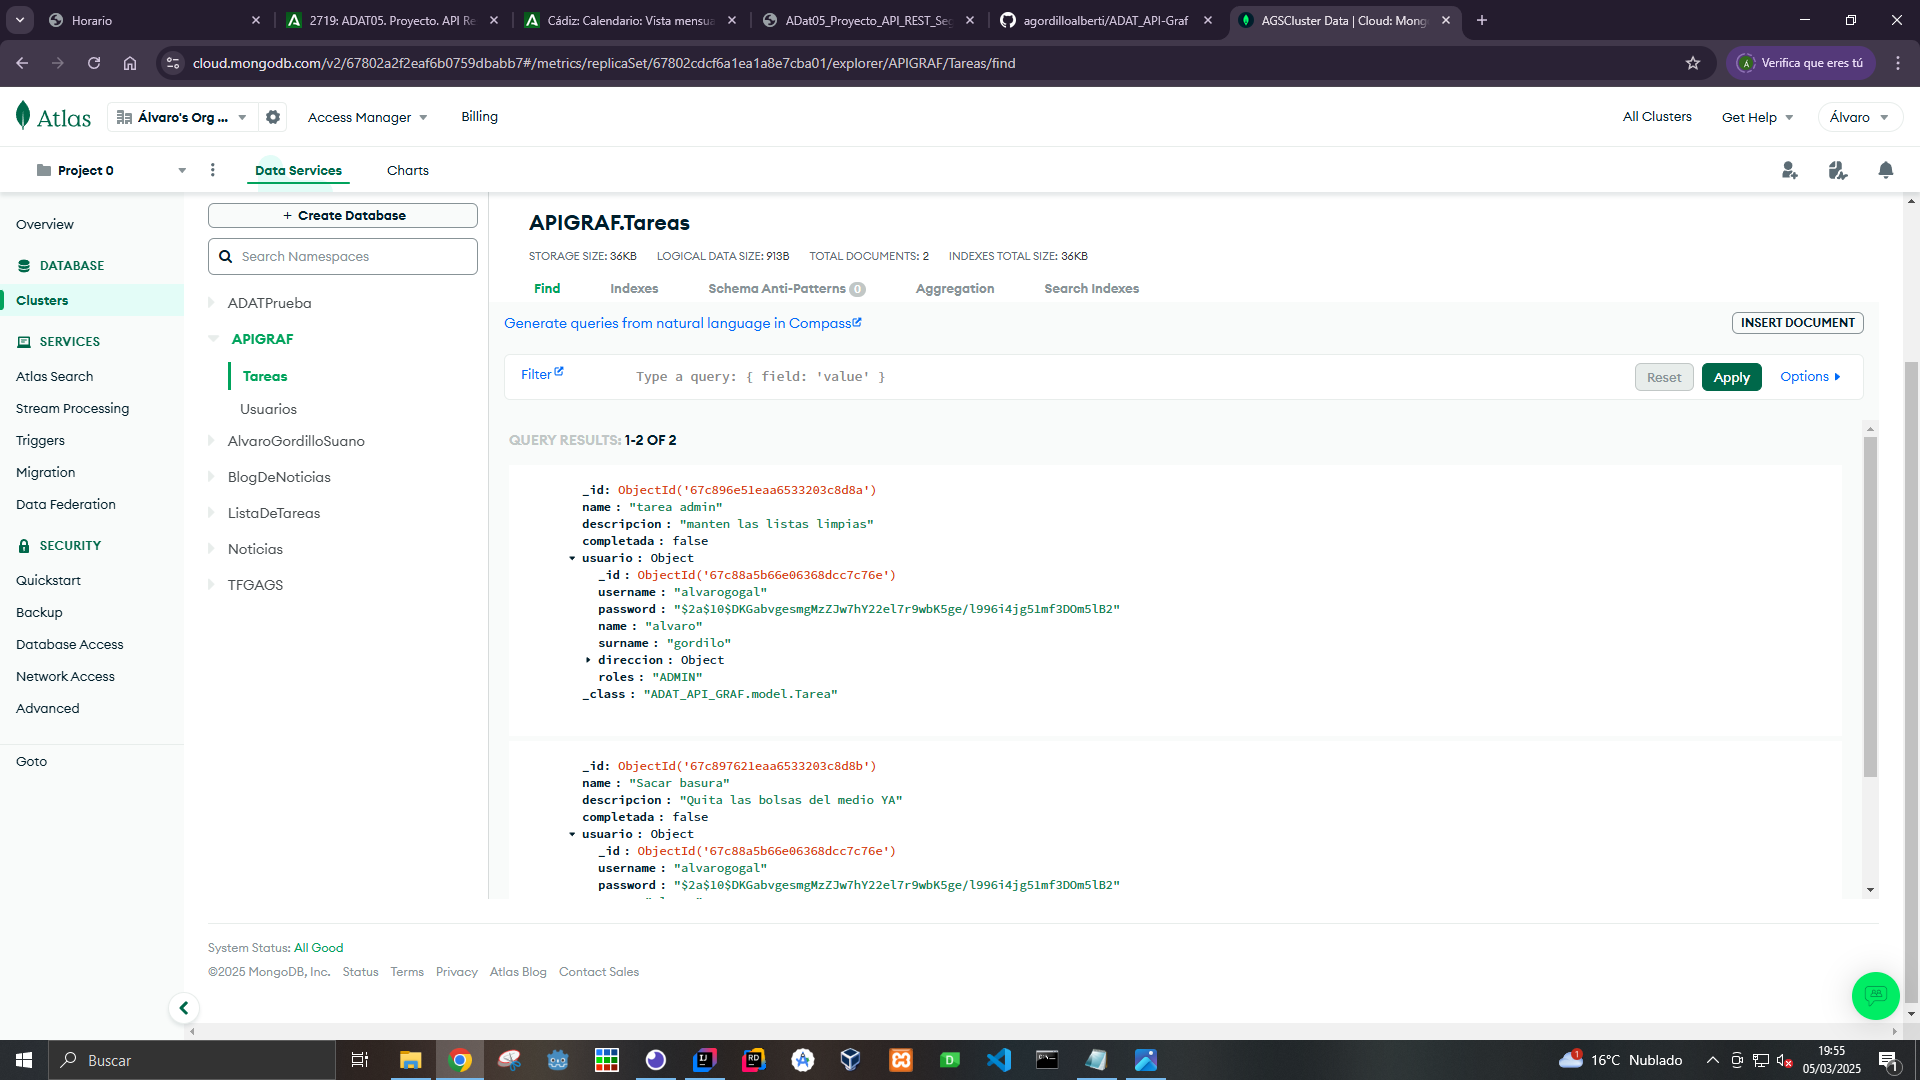 Horario
2719: ADAT05. Proyecto. API Re
Cádiz: Calendario: Vista mensua
ADat05_Proyecto_API_REST_Seg
agordilloalberti/ADAT_API-Graf
AGSCluster Data | Cloud: Mong
cloud.mongodb.com/v2/67802a2f2eaf6b0759dbabb7#/metrics/replicaSet/67802cdcf6a1ea1a8e7cba01/explorer/APIGRAF/Tareas/find
Verifica que eres tú
Atlas
Álvaro's Org ...
Access Manager
Billing
All Clusters
Get Help
Álvaro
Project 0
Data Services
Charts
Overview
DATABASE
Clusters
SERVICES
Atlas Search
Stream Processing
Triggers
Migration
Data Federation
SECURITY
Quickstart
Backup
Database Access
Network Access
Advanced
Goto
+ Create Database
Search Namespaces
ADATPrueba
APIGRAF
Tareas
Usuarios
AlvaroGordilloSuano
BlogDeNoticias
ListaDeTareas
Noticias
TFGAGS
APIGRAF.Tareas
STORAGE SIZE: 36KB LOGICAL DATA SIZE: 913B TOTAL DOCUMENTS: 2 INDEXES TOTAL SIZE: 36KB
Find Indexes Schema Anti-Patterns 0 Aggregation Search Indexes
Generate queries from natural language in Compass
INSERT DOCUMENT
Filter
Type a query: { field: 'value' }
Reset
Apply
Options
QUERY RESULTS: 1-2 OF 2
_id: ObjectId('67c896e51eaa6533203c8d8a')
name : "tarea admin"
descripcion : "manten las listas limpias"
completada : false
usuario : Object
_id : ObjectId('67c88a5b66e06368dcc7c76e')
username : "alvarogogal"
password : "$2a$10$DKGabvgesmgMzZJw7hY22el7r9wbK5ge/l996i4jg51mf3DOm5lB2"
name : "alvaro"
surname : "gordilo"
direccion : Object
roles : "ADMIN"
_class : "ADAT_API_GRAF.model.Tarea"
_id: ObjectId('67c897621eaa6533203c8d8b')
name : "Sacar basura"
descripcion : "Quita las bolsas del medio YA"
completada : false
usuario : Object
_id : ObjectId('67c88a5b66e06368dcc7c76e')
username : "alvarogogal"
password : "$2a$10$DKGabvgesmgMzZJw7hY22el7r9wbK5ge/l996i4jg51mf3DOm5lB2"
System Status: All Good
©2025 MongoDB, Inc. Status Terms Privacy Atlas Blog Contact Sales
Buscar
1
16°C Nublado
19:55
05/03/2025
1